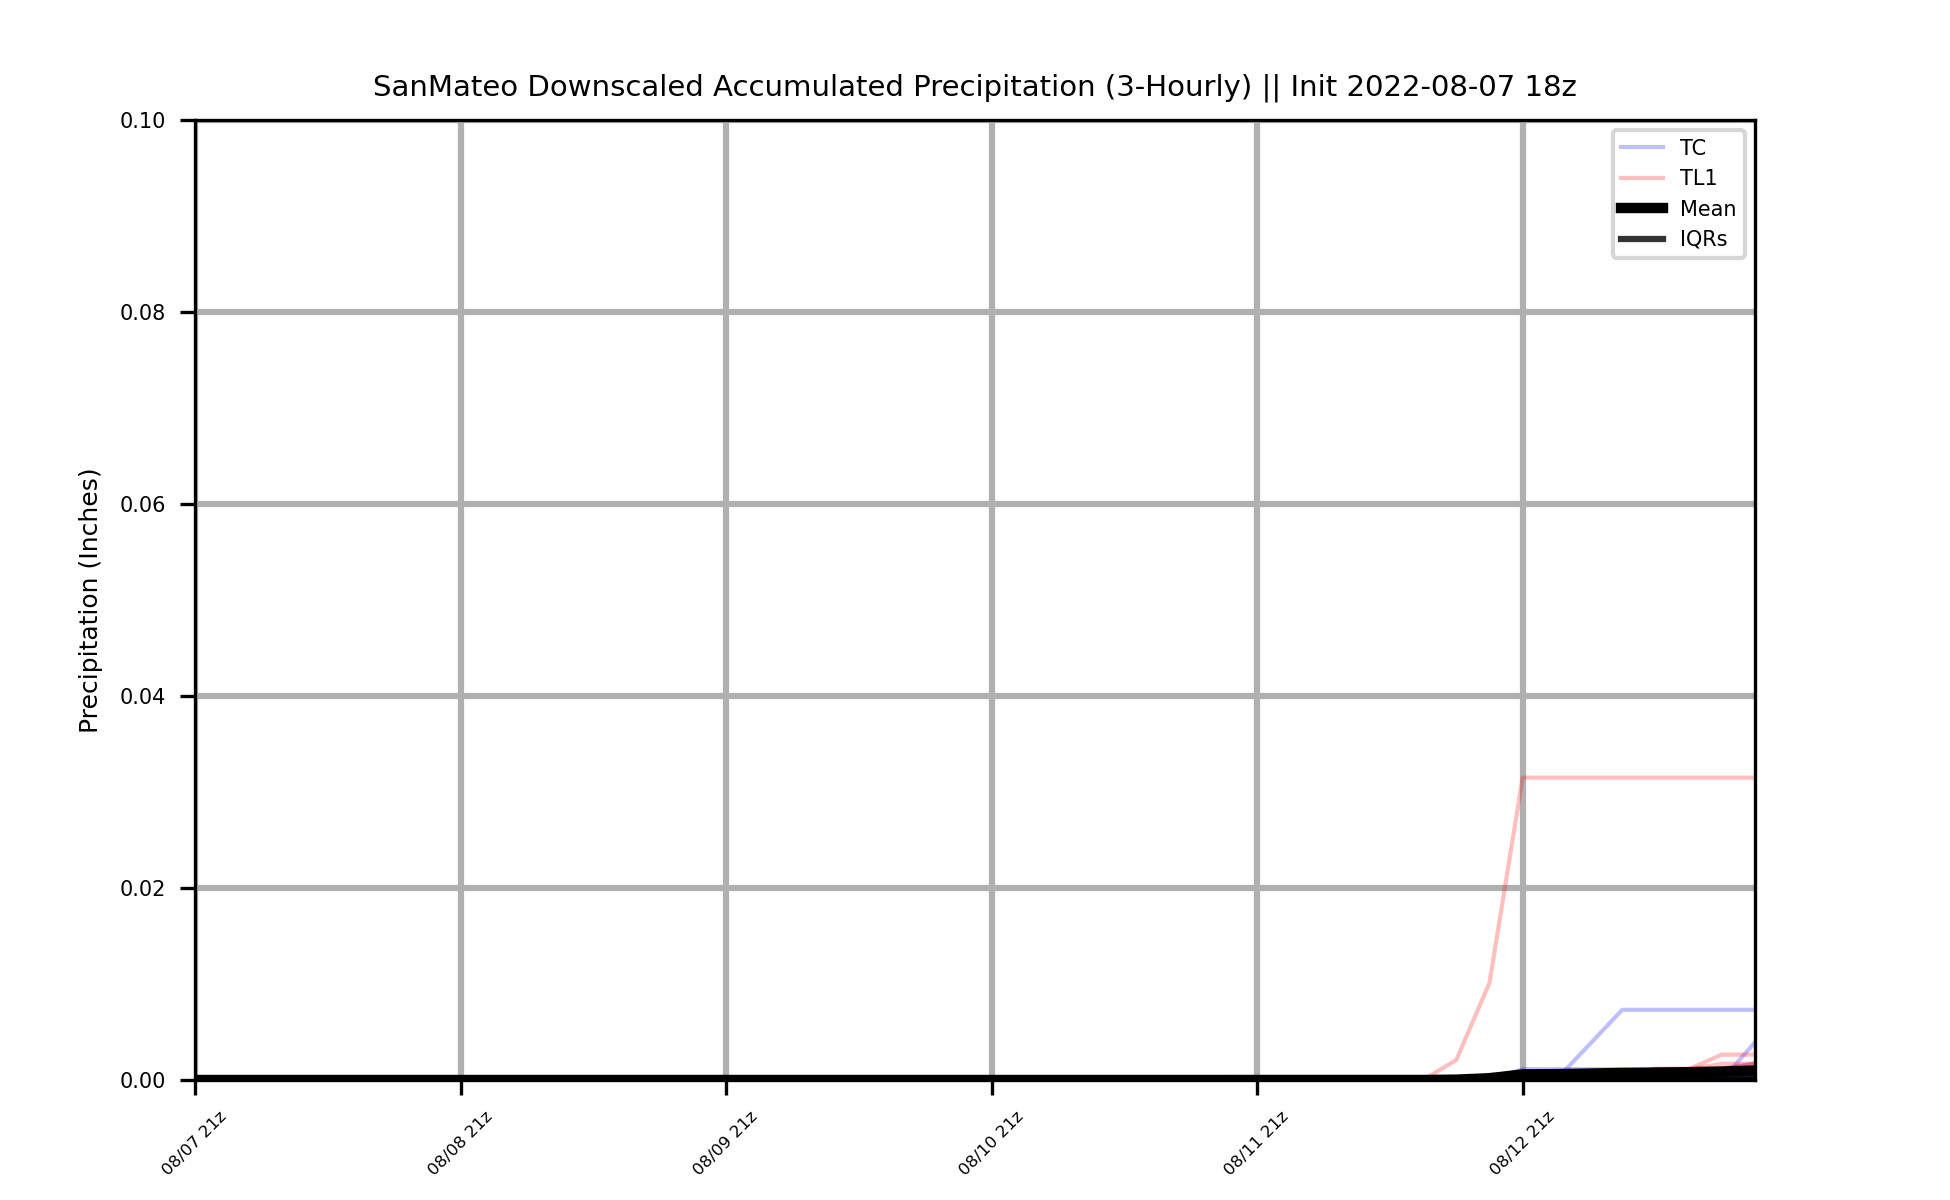 SanMateo Downscaled Accumulated Precipitation (3-Hourly) || Init 2022-08-07 18z
0.10
0.08
0.06
0.04
0.02
0.00
Precipitation (Inches)
TC
TL1
Mean
IQRs
08/07 21z
08/08 21z
08/09 21z
08/10 21z
08/11 21z
08/12 21z